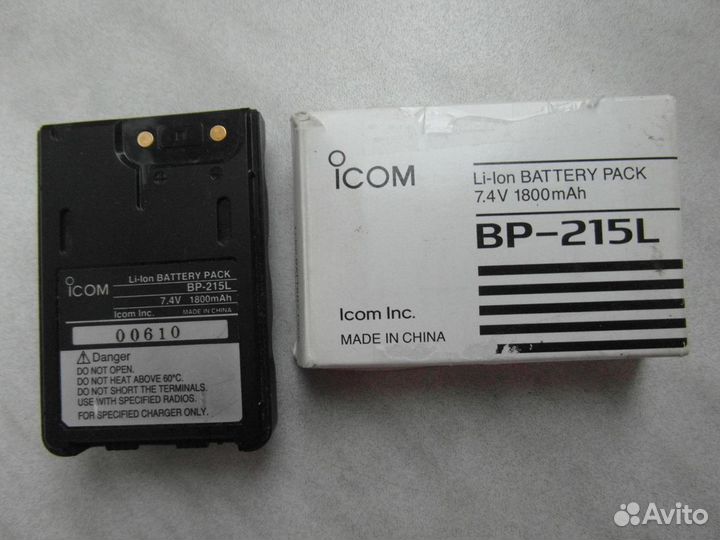 ICOM
Li-Ion BATTERY PACK
BP-215L
7.4V 1800mAh
Icom Inc. MADE IN CHINA
00610
Danger
DO NOT OPEN.
DO NOT HEAT ABOVE 60°C.
DO NOT SHORT THE TERMINALS.
USE WITH SPECIFIED RADIOS.
FOR SPECIFIED CHARGER ONLY.
ICOM
Li-Ion BATTERY PACK
7.4V 1800mAh
BP-215L
Icom Inc.
MADE IN CHINA
Avito